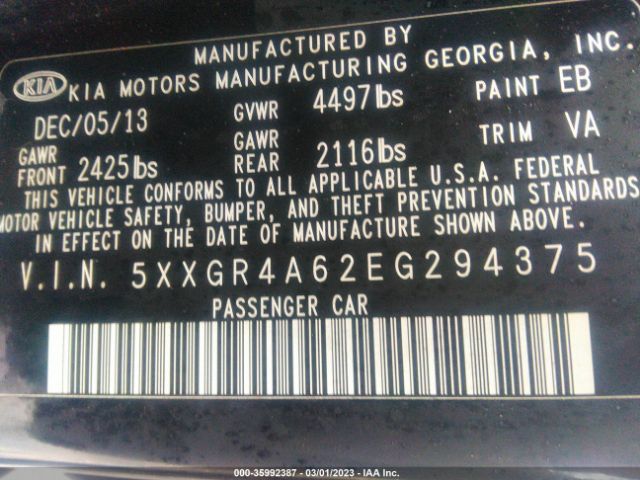 MANUFACTURED BY
KIA KIA MOTORS MANUFACTURING GEORGIA, INC.
DEC/05/13 GVWR 4497lbs PAINT EB
GAWR FRONT 2425lbs GAWR REAR 2116lbs TRIM VA
THIS VEHICLE CONFORMS TO ALL APPLICABLE U.S.A. FEDERAL
MOTOR VEHICLE SAFETY, BUMPER, AND THEFT PREVENTION STANDARDS
IN EFFECT ON THE DATE OF MANUFACTURE SHOWN ABOVE.
V.I.N. 5XXGR4A62EG294375
PASSENGER CAR
000-35992387 - 03/01/2023 - IAA Inc.